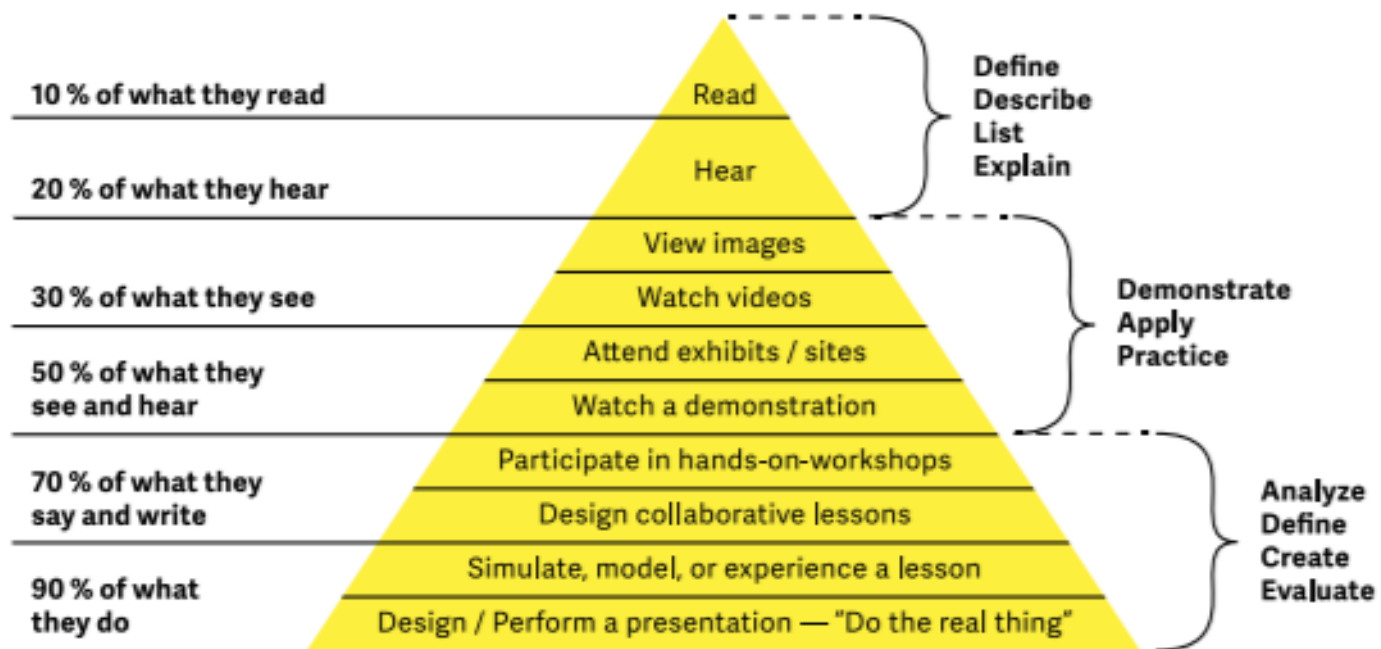 10 % of what they read
20 % of what they hear
30 % of what they see
50 % of what they
see and hear
70 % of what they
say and write
90 % of what
they do
Read
Hear
View images
Watch videos
Attend exhibits / sites
Watch a demonstration
Participate in hands-on-workshops
Design collaborative lessons
Simulate, model, or experience a lesson
Design / Perform a presentation — "Do the real thing"
Define
Describe
List
Explain
Demonstrate
Apply
Practice
Analyze
Define
Create
Evaluate